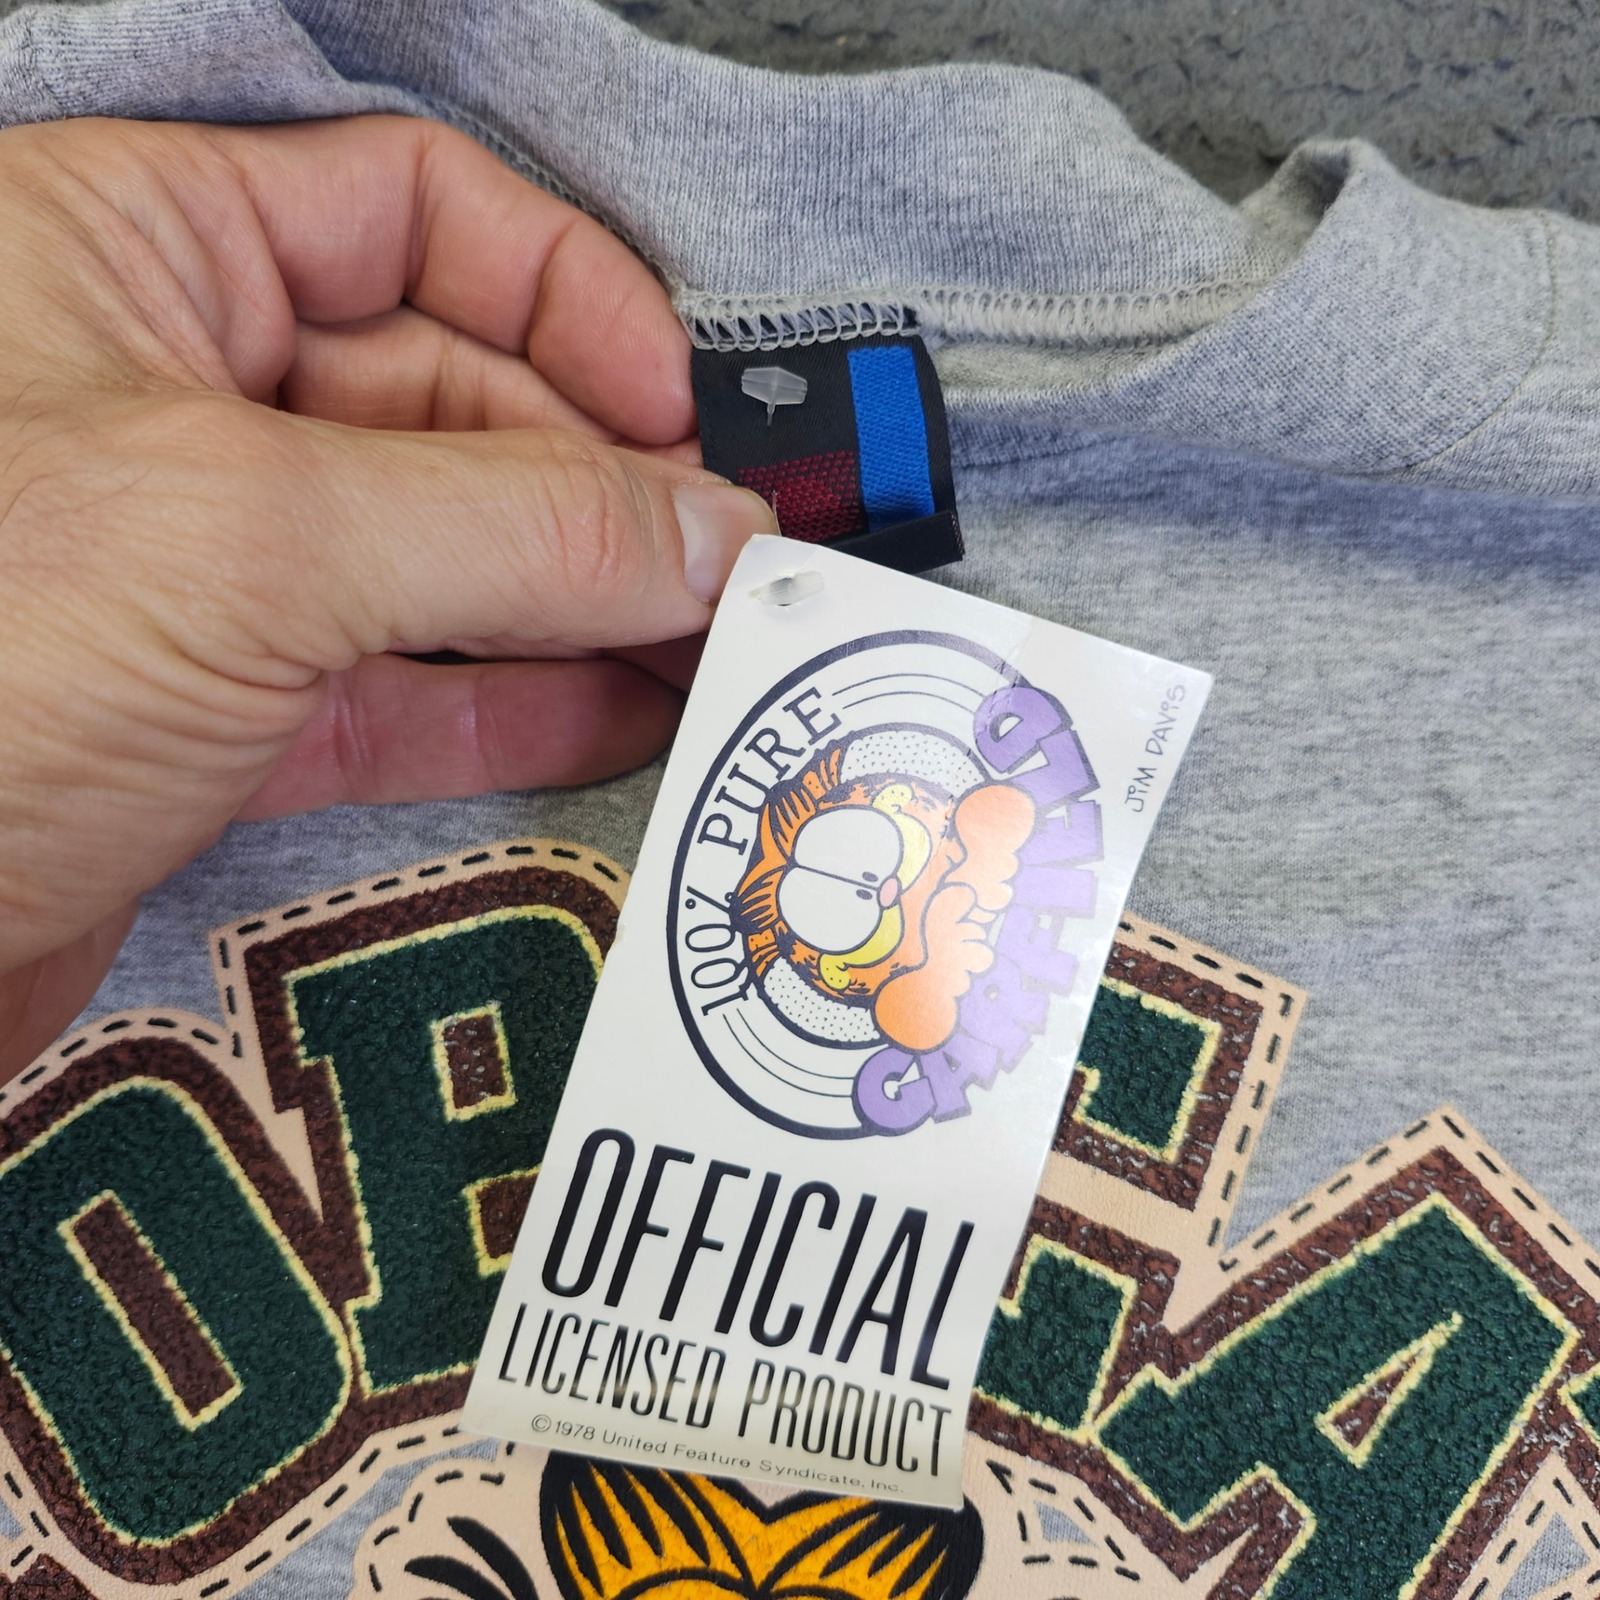 100% PURE
GARFIELD
JIM DAVIS
OFFICIAL
LICENSED PRODUCT
©1978 United Feature Syndicate, Inc.